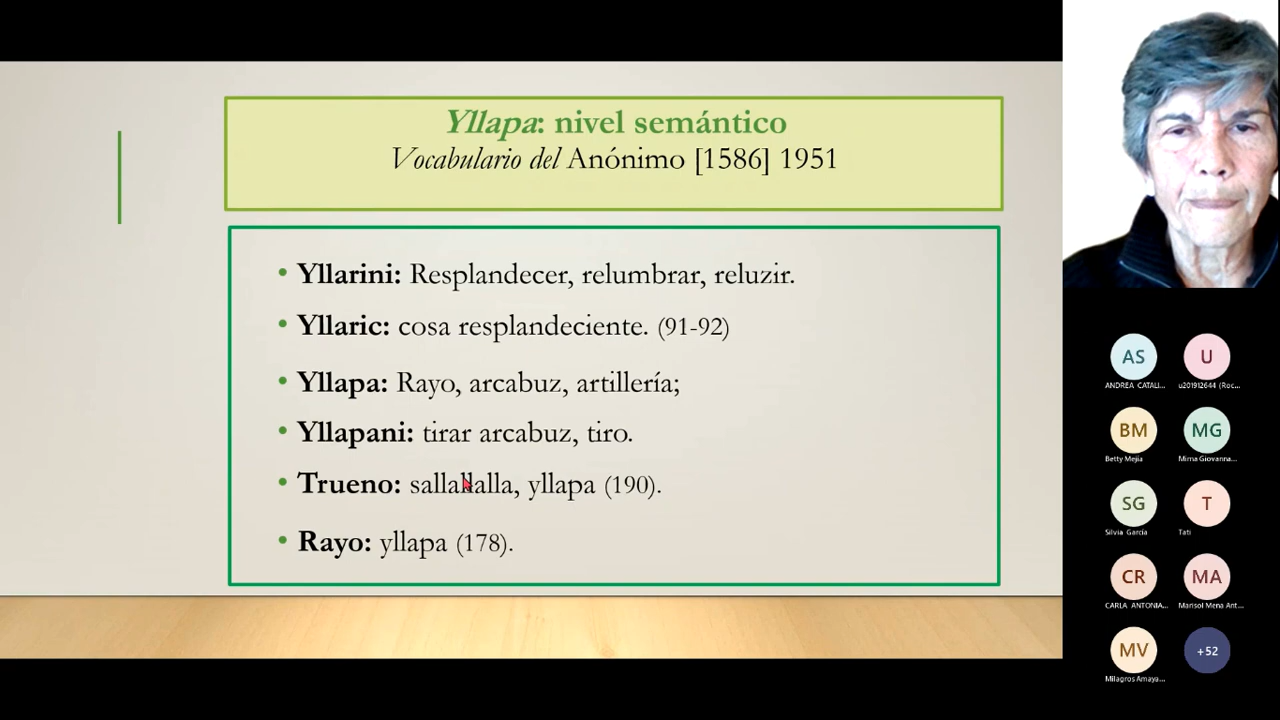 Yllapa: nivel semántico
Vocabulario del Anónimo [1586] 1951
• Yllarini: Resplandecer, relumbrar, reluzir.
• Yllaric: cosa resplandeciente. (91-92)
• Yllapa: Rayo, arcabuz, artillería;
• Yllapani: tirar arcabuz, tiro.
• Trueno: sallallalla, yllapa (190).
• Rayo: yllapa (178).
AS
U
ANDREA CATALI...
u201912644 (Roc...
BM
MG
Betty Mejía
Mirna Giovanna...
SG
T
Silvia García
Tati
CR
MA
CARLA ANTONIA...
Marisol Mena Ant...
MV
+52
Milagros Amaya...